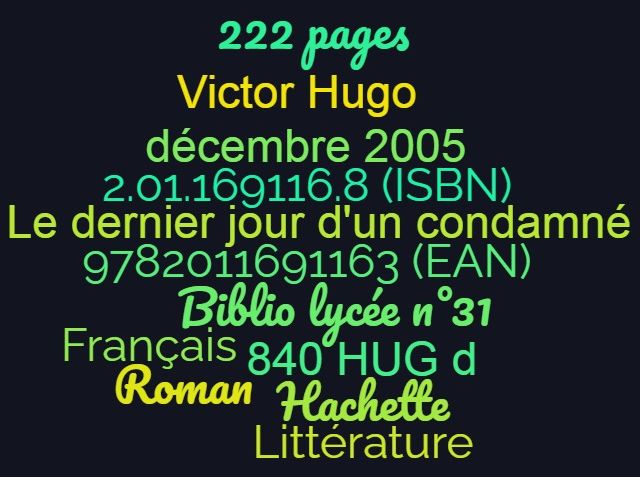 222 pages
Victor Hugo
décembre 2005
2.01.169116.8 (ISBN)
Le dernier jour d'un condamné
9782011691163 (EAN)
Biblio lycée n°31
Français
840 HUG d
Roman
Hachette
Littérature